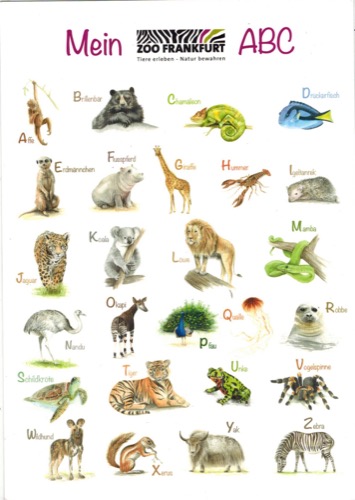 Mein ZOO FRANKFURT ABC
Tiere erleben - Natur bewahren
Affe
Brillenbär
Chamäleon
Doktorfisch
Erdmännchen
Flusspferd
Giraffe
Hummer
Igeltanrek
Jaguar
Koala
Löwe
Mamba
Nandu
Okapi
Pfau
Qualle
Robbe
Schildkröte
Tiger
Unke
Vogelspinne
Wildhund
Xerus
Yak
Zebra